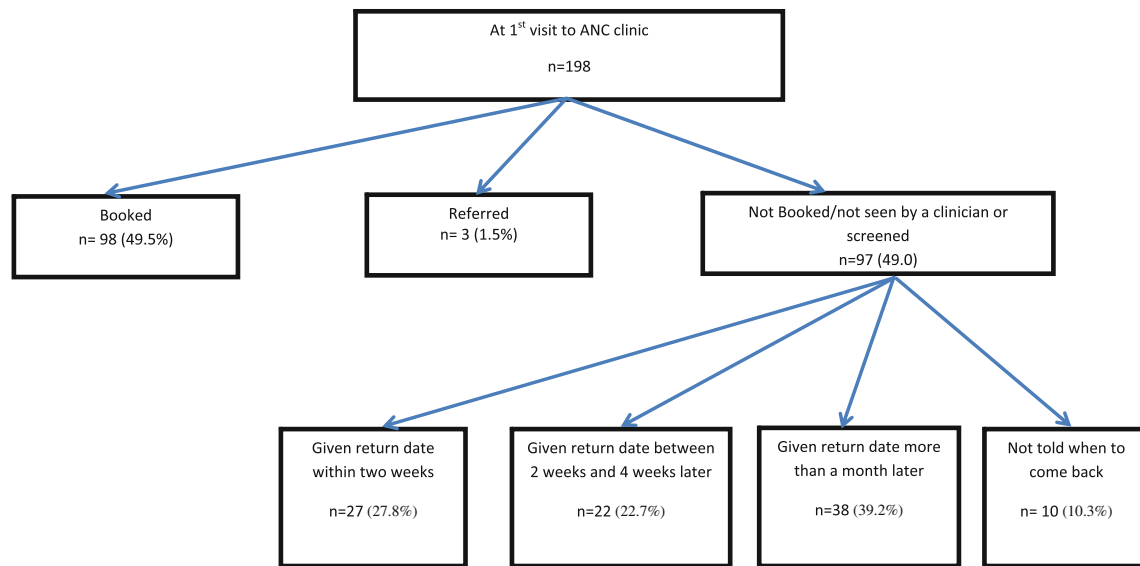 At 1st visit to ANC clinic
n=198
Booked
n= 98 (49.5%)
Referred
n= 3 (1.5%)
Not Booked/not seen by a clinician or
screened
n=97 (49.0)
Given return date
within two weeks
n=27 (27.8%)
Given return date between
2 weeks and 4 weeks later
n=22 (22.7%)
Given return date more
than a month later
n=38 (39.2%)
Not told when to
come back
n= 10 (10.3%)